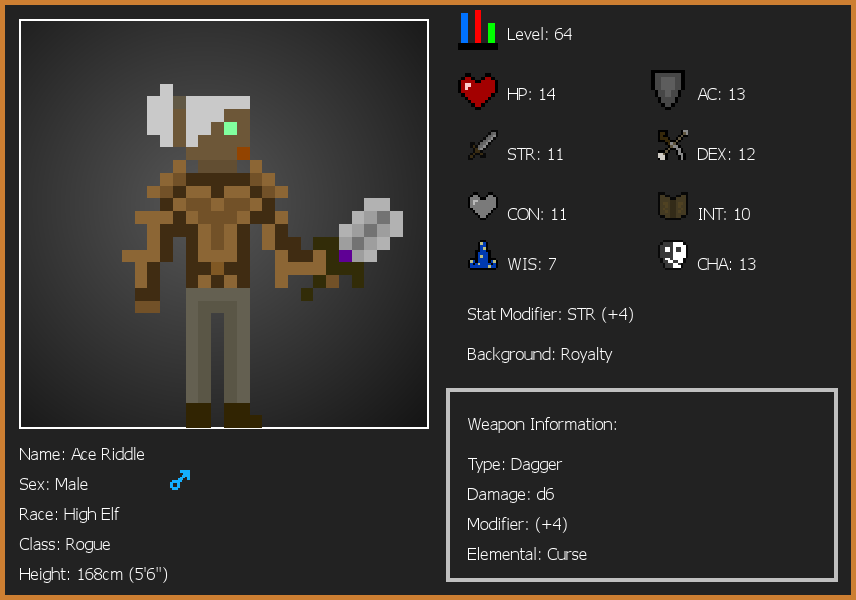 Level: 64
HP: 14
AC: 13
STR: 11
DEX: 12
CON: 11
INT: 10
WIS: 7
CHA: 13
Stat Modifier: STR (+4)
Background: Royalty
Weapon Information:
Type: Dagger
Damage: d6
Modifier: (+4)
Elemental: Curse
Name: Ace Riddle
Sex: Male
Race: High Elf
Class: Rogue
Height: 168cm (5'6")